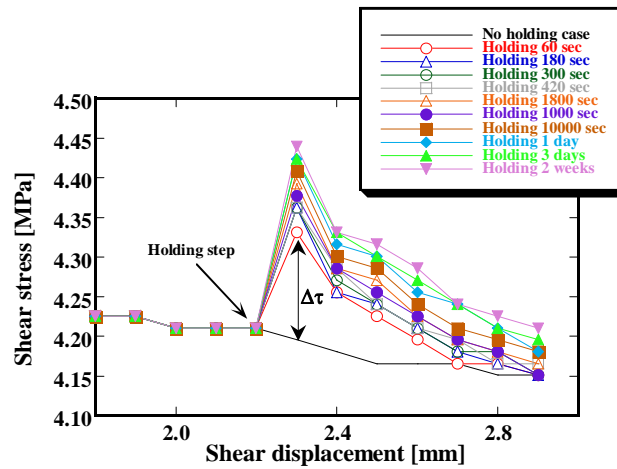 No holding case
Holding 60 sec
Holding 180 sec
Holding 300 sec
Holding 420 sec
Holding 1800 sec
Holding 1000 sec
Holding 10000 sec
Holding 1 day
Holding 3 days
Holding 2 weeks
4.50
4.45
4.40
4.35
4.30
4.25
4.20
4.15
4.10
Shear stress [MPa]
Holding step
Δτ
2.0
2.4
2.8
Shear displacement [mm]